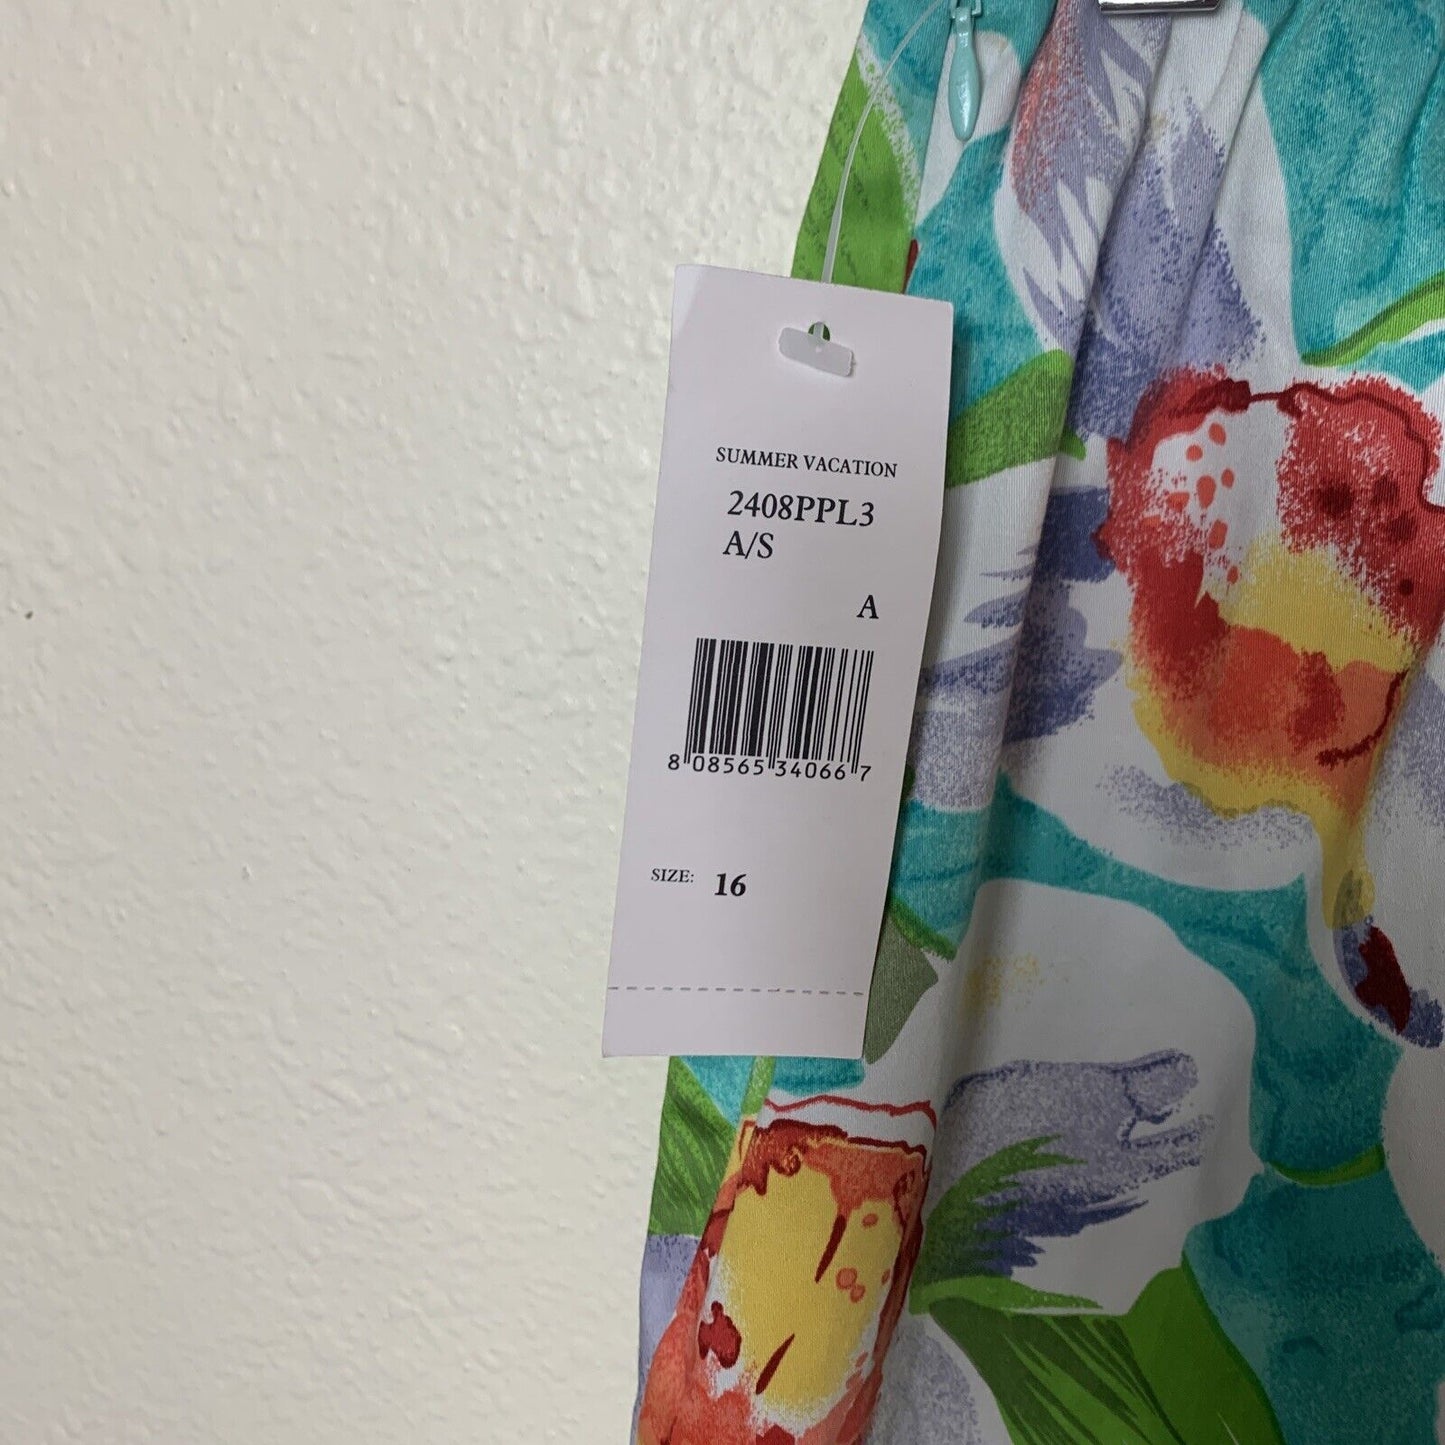 SUMMER VACATION
2408PPL3
A/S
A
8 08565 34066 7
SIZE: 16